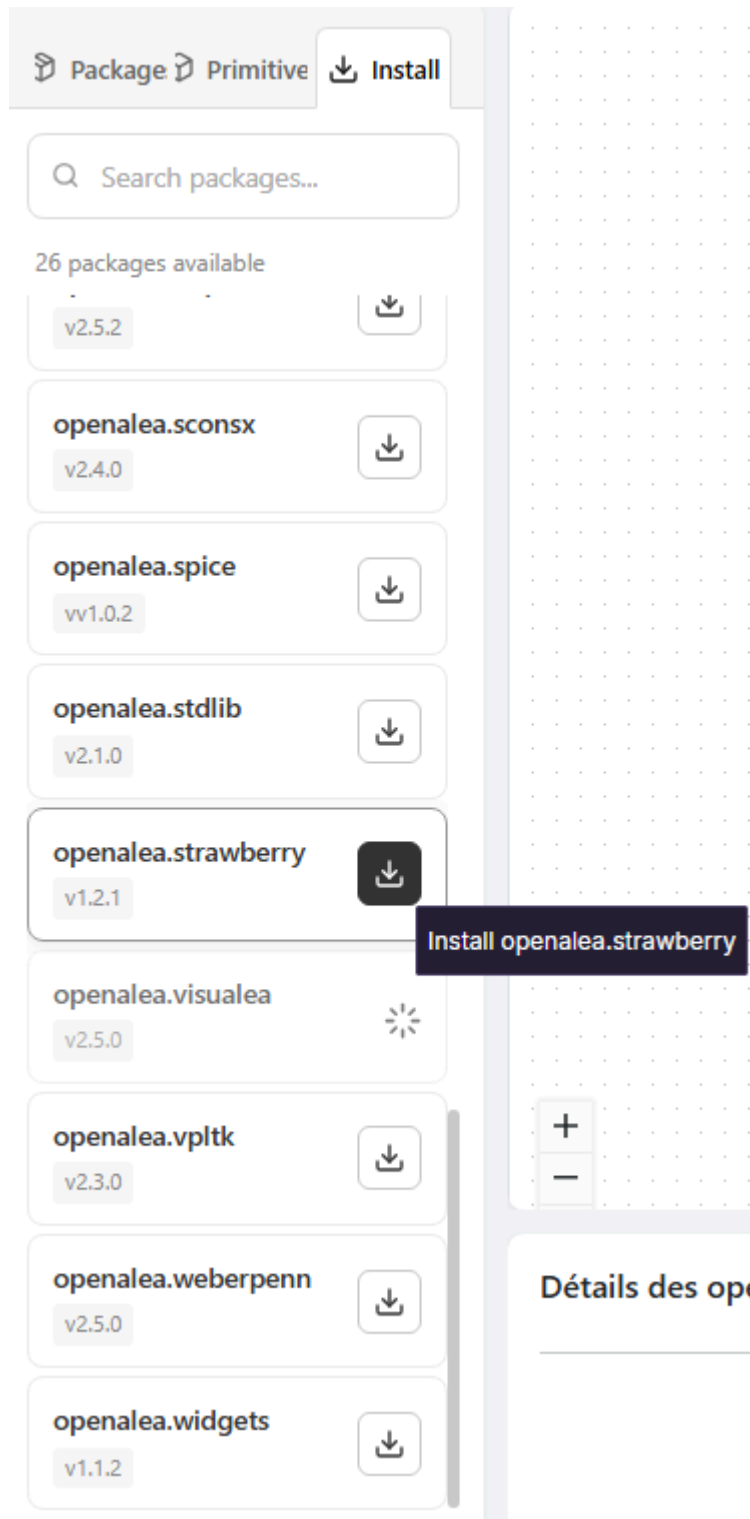 Package Primitive Install
Search packages...
26 packages available
v2.5.2
openalea.sconsx
v2.4.0
openalea.spice
vv1.0.2
openalea.stdlib
v2.1.0
openalea.strawberry
v1.2.1
Install openalea.strawberry
openalea.visualea
v2.5.0
openalea.vpltk
v2.3.0
openalea.weberpenn
v2.5.0
Détails des op
openalea.widgets
v1.1.2